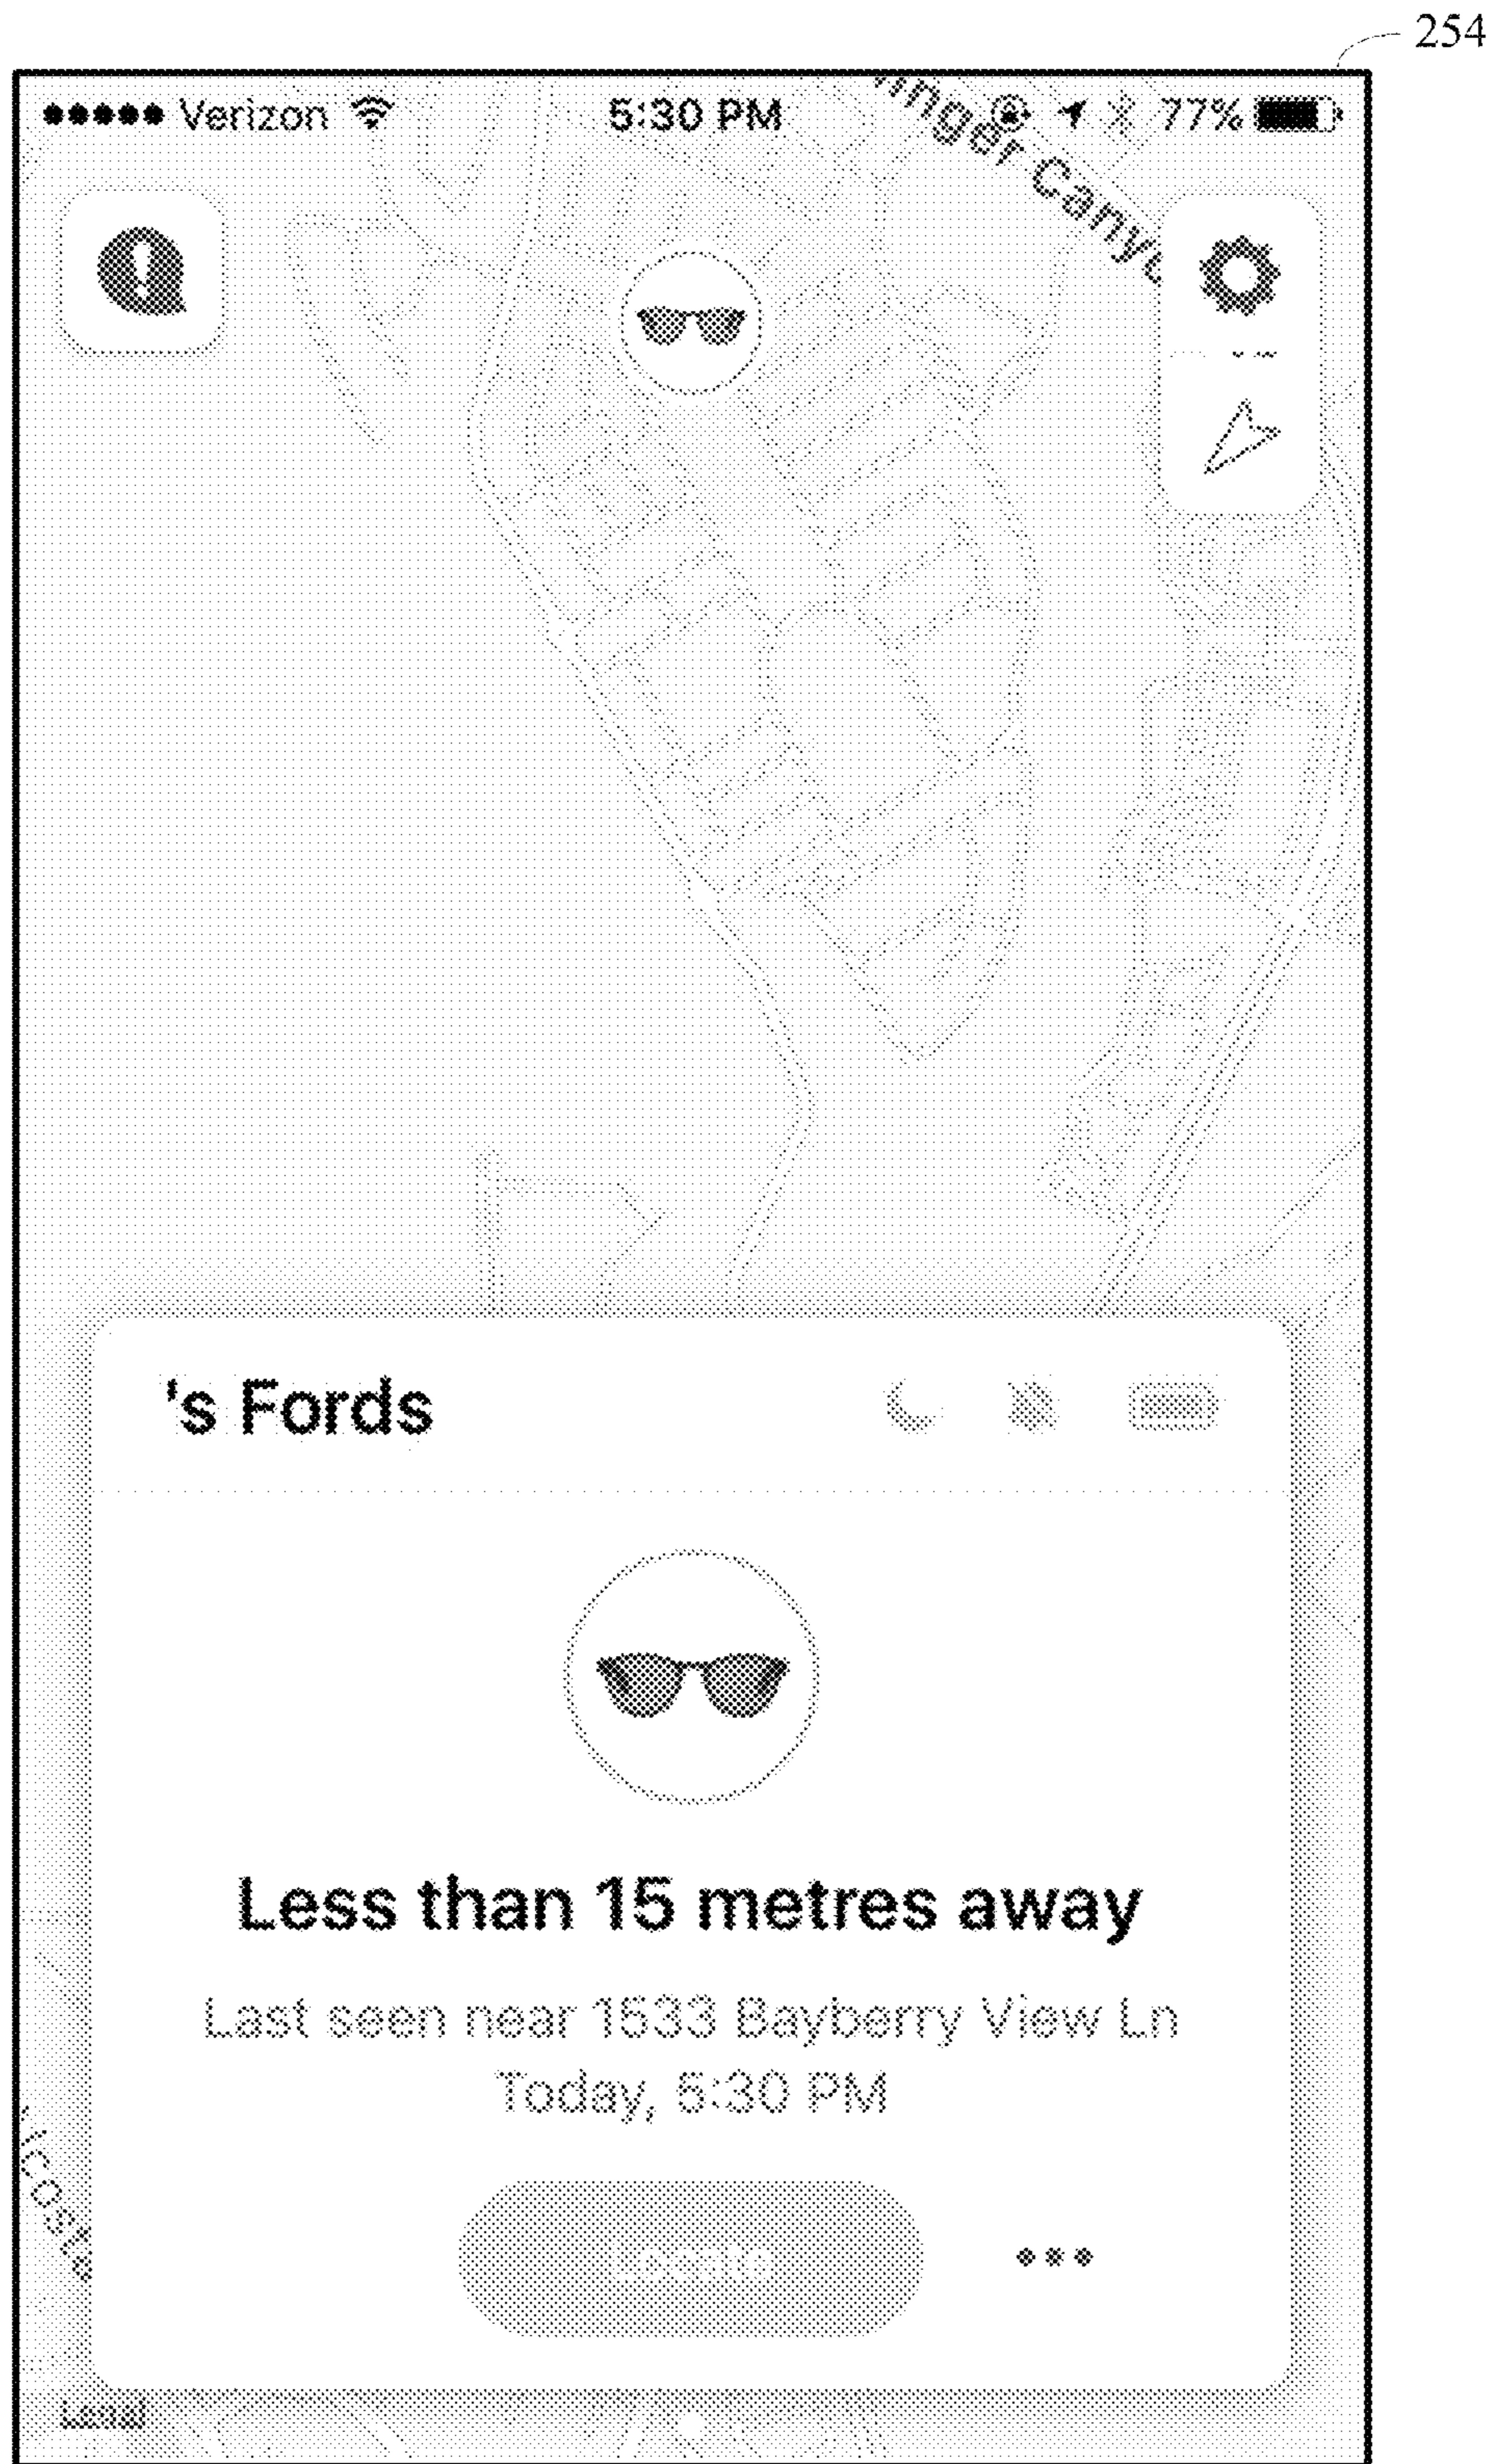 254
Verizon 5:30 PM 77%
's Fords
Less than 15 metres away
Last seen near 1533 Bayberry View Ln
Today, 5:30 PM
Legal